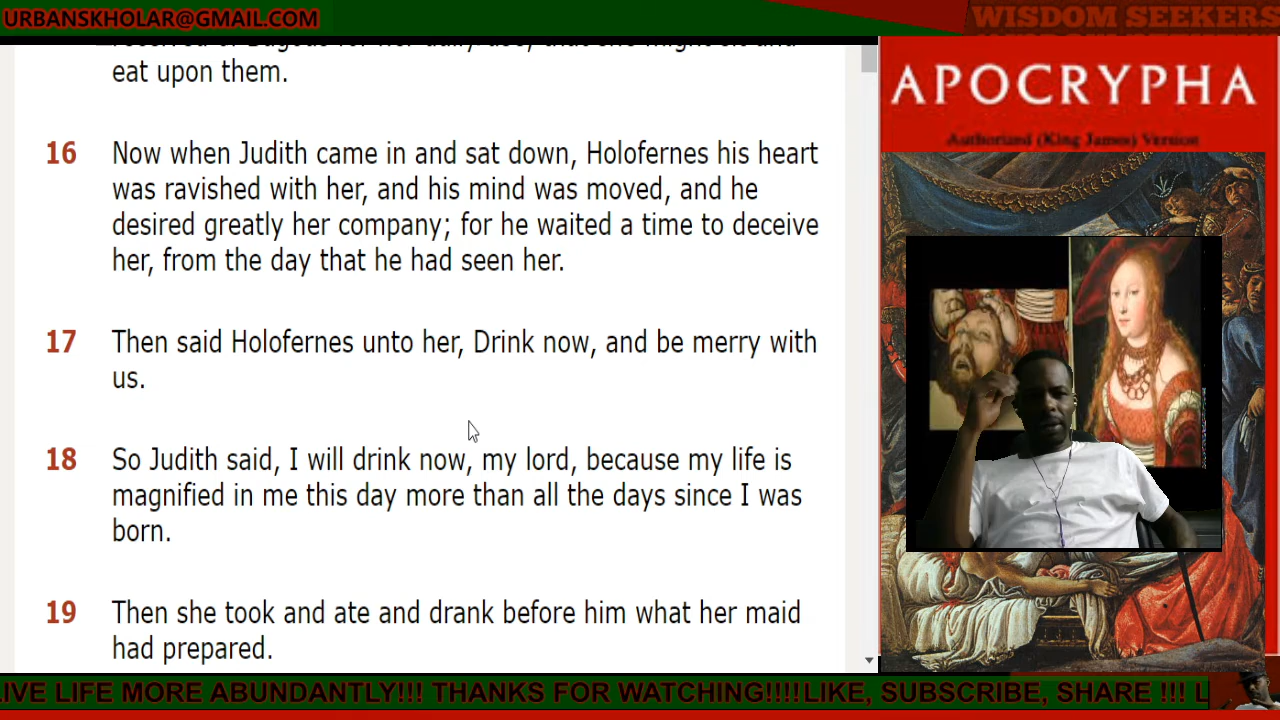 URBANSKHOLAR@GMAIL.COM
WISDOM SEEKERS
eat upon them.
16 Now when Judith came in and sat down, Holofernes his heart
was ravished with her, and his mind was moved, and he
desired greatly her company; for he waited a time to deceive
her, from the day that he had seen her.
17 Then said Holofernes unto her, Drink now, and be merry with
us.
18 So Judith said, I will drink now, my lord, because my life is
magnified in me this day more than all the days since I was
born.
19 Then she took and ate and drank before him what her maid
had prepared.
APOCRYPHA
Authorized (King James) Version
IVE LIFE MORE ABUNDANTLY!!! THANKS FOR WATCHING!!!!LIKE, SUBSCRIBE, SHARE !!! L